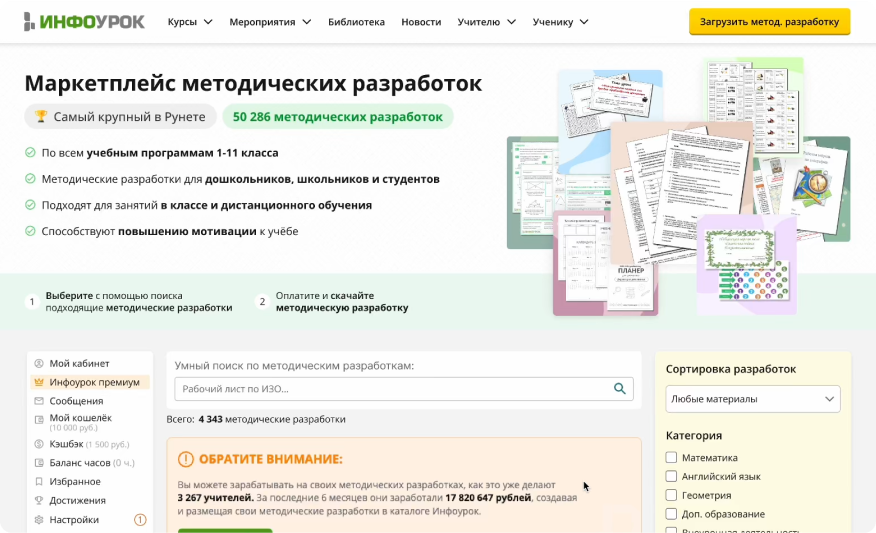 ИНФОУРОК
Курсы
Мероприятия
Библиотека
Новости
Учителю
Ученику
Загрузить метод. разработку
Маркетплейс методических разработок
Самый крупный в Рунете
50 286 методических разработок
По всем учебным программам 1-11 класса
Методические разработки для дошкольников, школьников и студентов
Подходят для занятий в классе и дистанционного обучения
Способствуют повышению мотивации к учёбе
ПЛАНЕР
1
Выберите с помощью поиска
подходящие методические разработки
2
Оплатите и скачайте
методическую разработку
Мой кабинет
Инфоурок премиум
Сообщения
Мой кошелёк
(10 000 руб.)
Кэшбэк (1 500 руб.)
Баланс часов (0 ч.)
Избранное
Достижения
Настройки
1
Умный поиск по методическим разработкам:
Рабочий лист по ИЗО...
Всего: 4 343 методические разработки
ОБРАТИТЕ ВНИМАНИЕ:
Вы можете зарабатывать на своих методических разработках, как это уже делают
3 267 учителей. За последние 6 месяцев они заработали 17 820 647 рублей, создавая
и размещая свои методические разработки в каталоге Инфоурок.
Сортировка разработок
Любые материалы
Категория
Математика
Английский язык
Геометрия
Доп. образование
Внеурочная деятельность